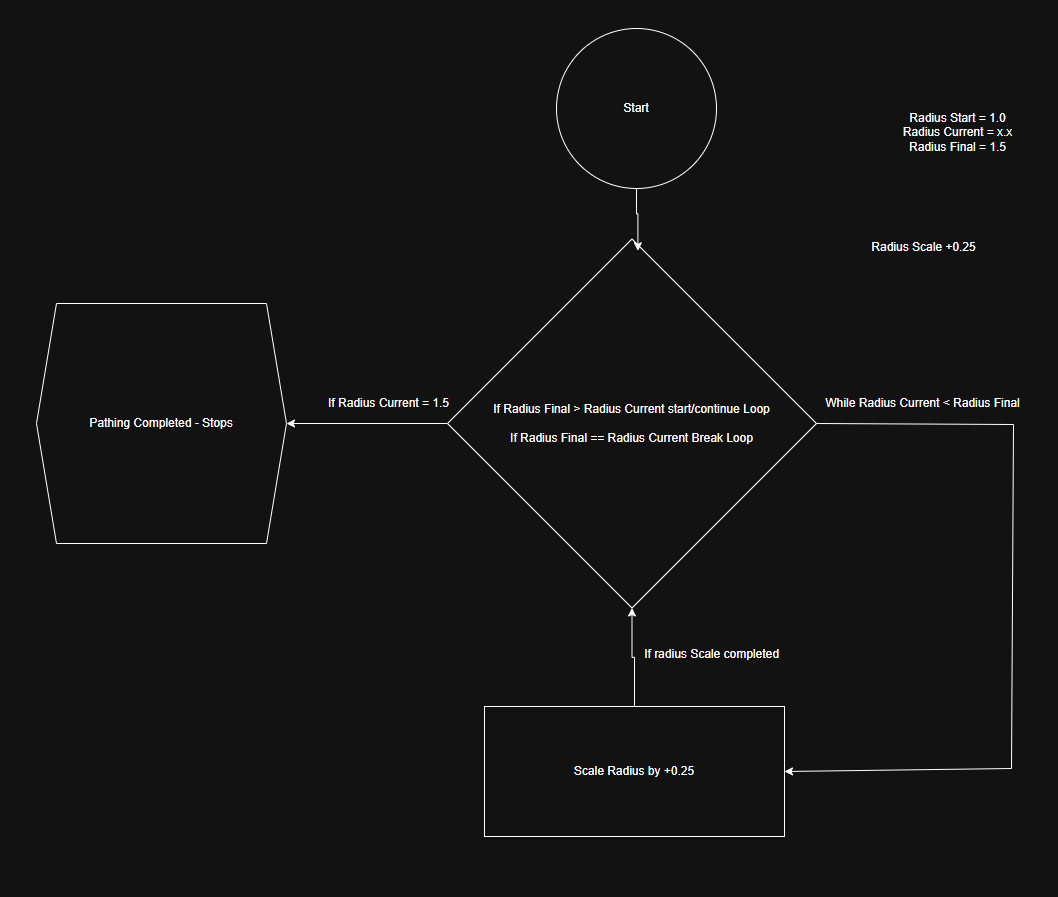 Start
Radius Start = 1.0
Radius Current = x.x
Radius Final = 1.5
Radius Scale +0.25
If Radius Current = 1.5
If Radius Final > Radius Current start/continue Loop
If Radius Final == Radius Current Break Loop
While Radius Current < Radius Final
Pathing Completed - Stops
If radius Scale completed
Scale Radius by +0.25